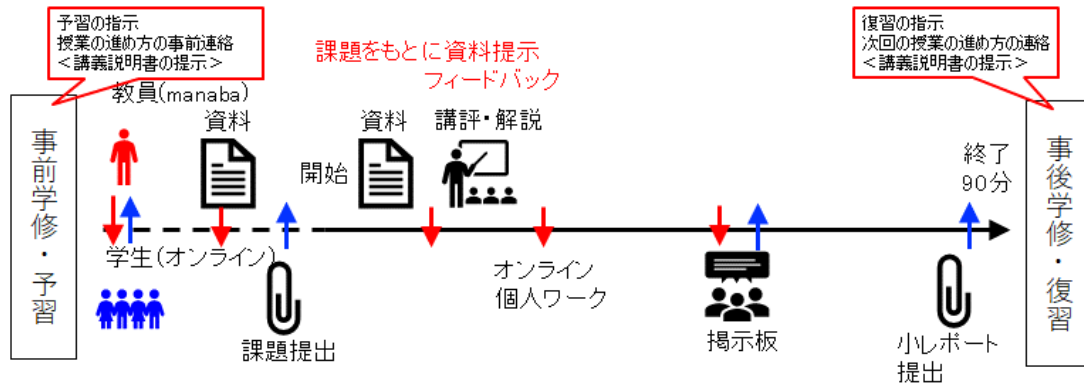 予習の指示
授業の進め方の事前連絡
＜講義説明書の提示＞
復習の指示
次回の授業の進め方の連絡
＜講義説明書の提示＞
課題をもとに資料提示
フィードバック
教員(manaba)
資料
資料
講評・解説
開始
終了
90分
事前学修・予習
事後学修・復習
学生(オンライン)
オンライン
個人ワーク
課題提出
掲示板
小レポート
提出